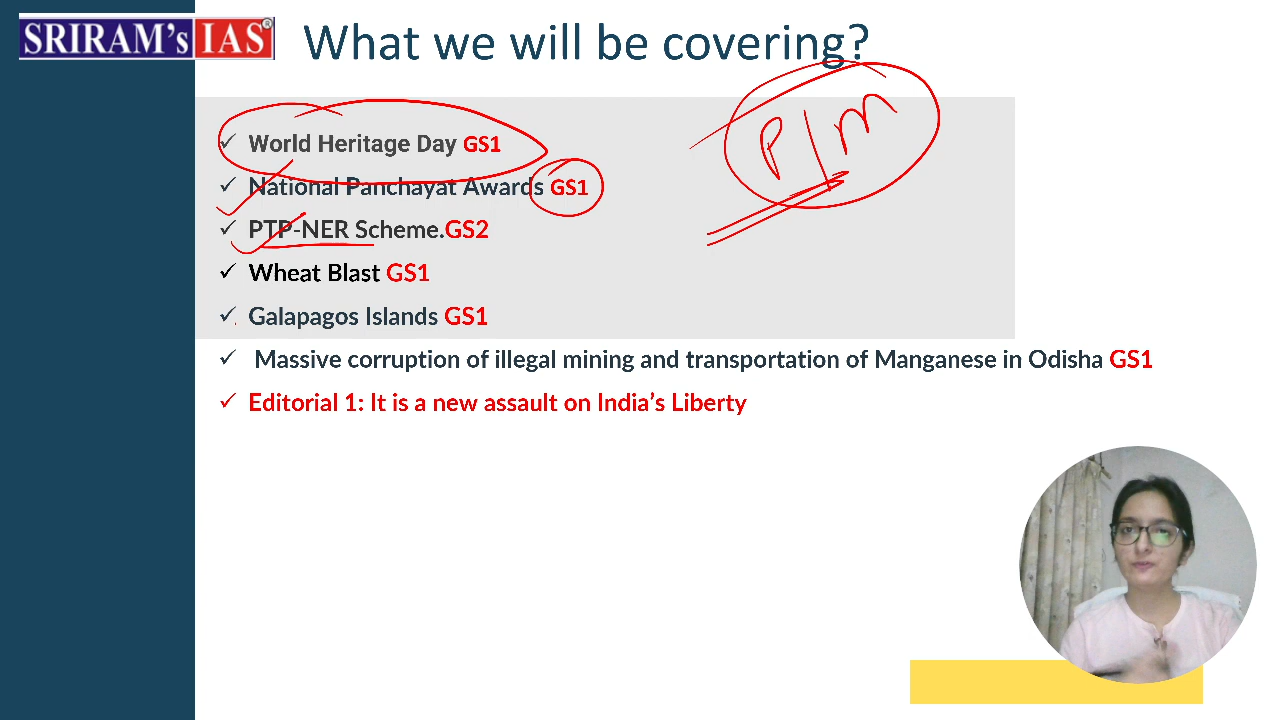 SRIRAM's IAS®
What we will be covering?
P/M
✓ World Heritage Day GS1
✓ National Panchayat Awards GS1
✓ PTP-NER Scheme.GS2
✓ Wheat Blast GS1
✓ Galapagos Islands GS1
✓ Massive corruption of illegal mining and transportation of Manganese in Odisha GS1
✓ Editorial 1: It is a new assault on India’s Liberty